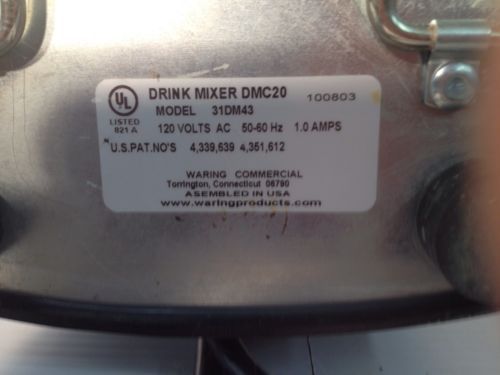 DRINK MIXER DMC20 100803
UL
LISTED
821 A
MODEL 31DM43
120 VOLTS AC 50-60 Hz 1.0 AMPS
U.S.PAT.NO'S 4,339,639 4,351,612
WARING COMMERCIAL
Torrington, Connecticut 06790
ASEMBLED IN USA
www.waringproducts.com